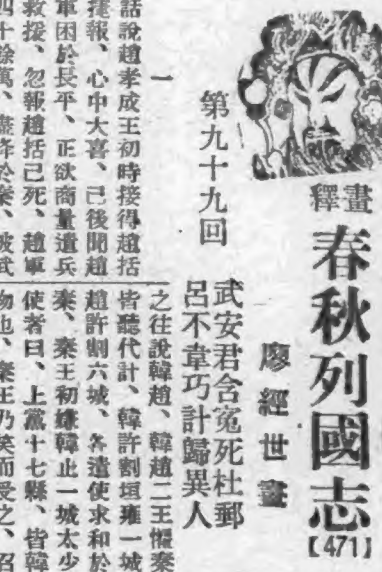 畫釋
春秋列國志
【471】
廖經世畫
第九十九回
武安君含冤死杜郵
呂不韋巧計歸異人
一
話說趙孝成王初時接得趙括
捷報、心中大喜、已後聞趙
軍困於長平、正欲商量遣兵
救援、忽報趙括已死、趙軍
四十餘萬、盡降於秦、被武
之往說韓趙、韓趙二王懼秦
皆聽代計、韓許割垣雍一城
趙許割六城、各遣使求和於
秦、秦王初嫌韓止一城太少
使者曰、上黨十七縣、皆韓
物也、秦王乃笑而受之、召